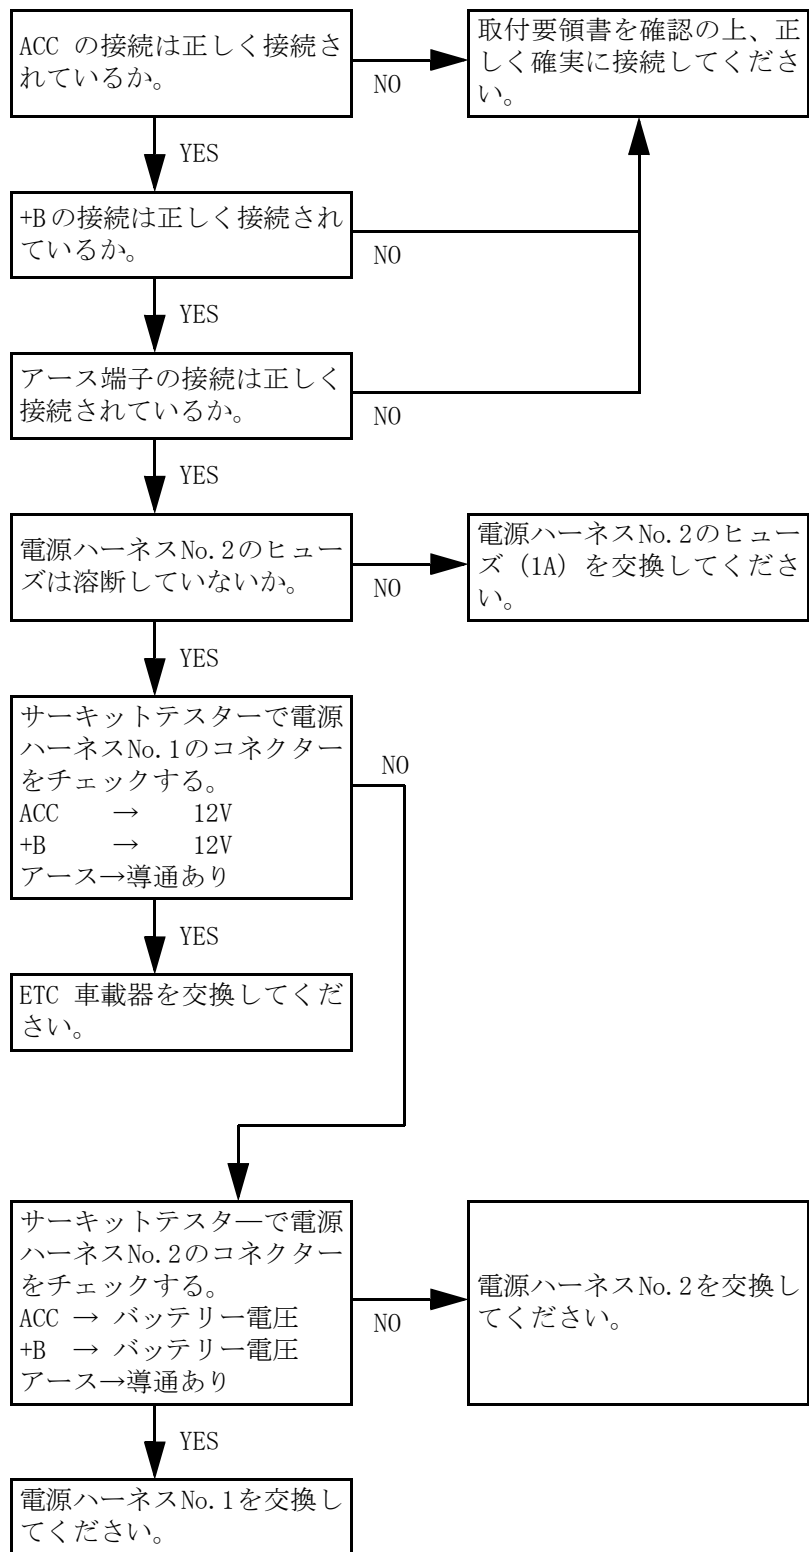 ACC の接続は正しく接続さ
れているか。
NO
取付要領書を確認の上、正
しく確実に接続してくださ
い。
YES
+Bの接続は正しく接続され
ているか。
NO
YES
アース端子の接続は正しく
接続されているか。
NO
YES
電源ハーネスNo.2のヒュー
ズは溶断していないか。
NO
電源ハーネスNo.2のヒュー
ズ（1A）を交換してくださ
い。
YES
サーキットテスターで電源
ハーネスNo.1のコネクター
をチェックする。
ACC → 12V
+B → 12V
アース→導通あり
NO
YES
ETC 車載器を交換してくだ
さい。
サーキットテスタ―で電源
ハーネスNo.2のコネクター
をチェックする。
ACC → バッテリー電圧
+B → バッテリー電圧
アース→導通あり
NO
電源ハーネスNo.2を交換し
てください。
YES
電源ハーネスNo.1を交換し
てください。